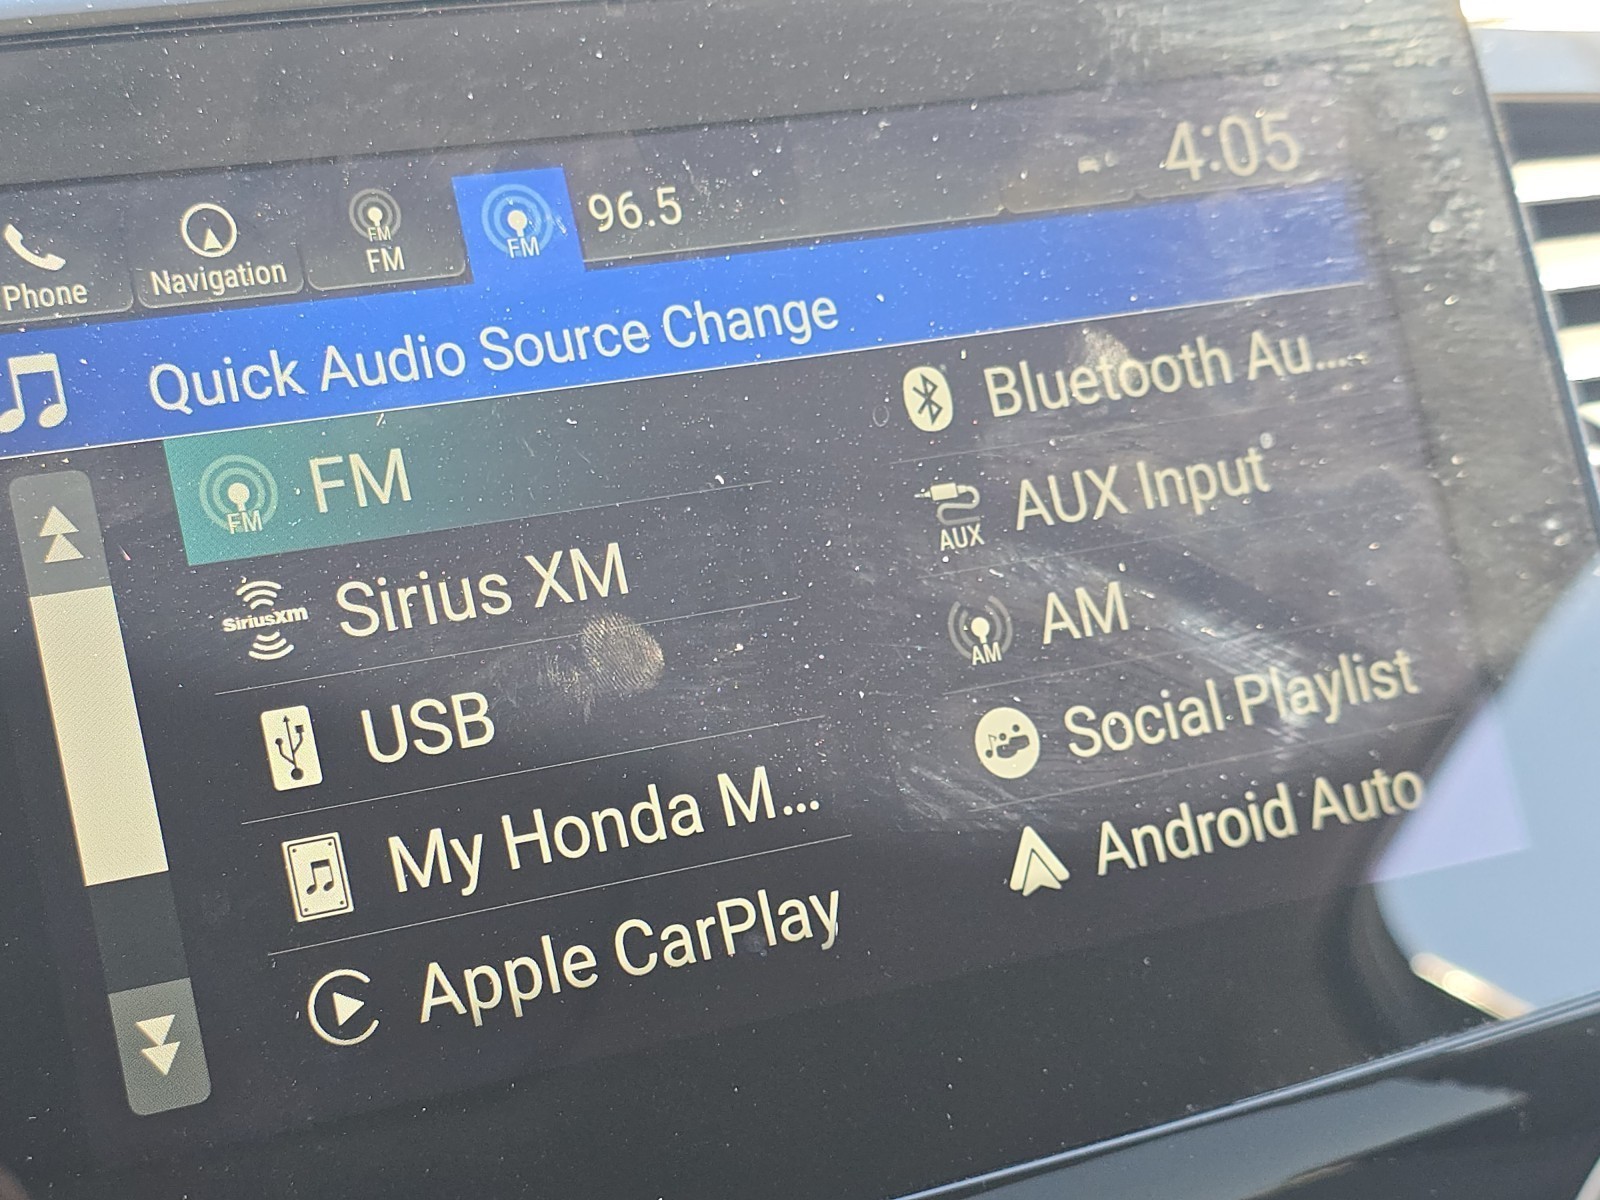 4:05
Phone
Navigation
FM
FM
FM
96.5
Quick Audio Source Change
FM
FM
SiriusXm
Sirius XM
USB
My Honda M...
Apple CarPlay
Bluetooth Au....
AUX
AUX Input
AM
AM
Social Playlist
Android Auto